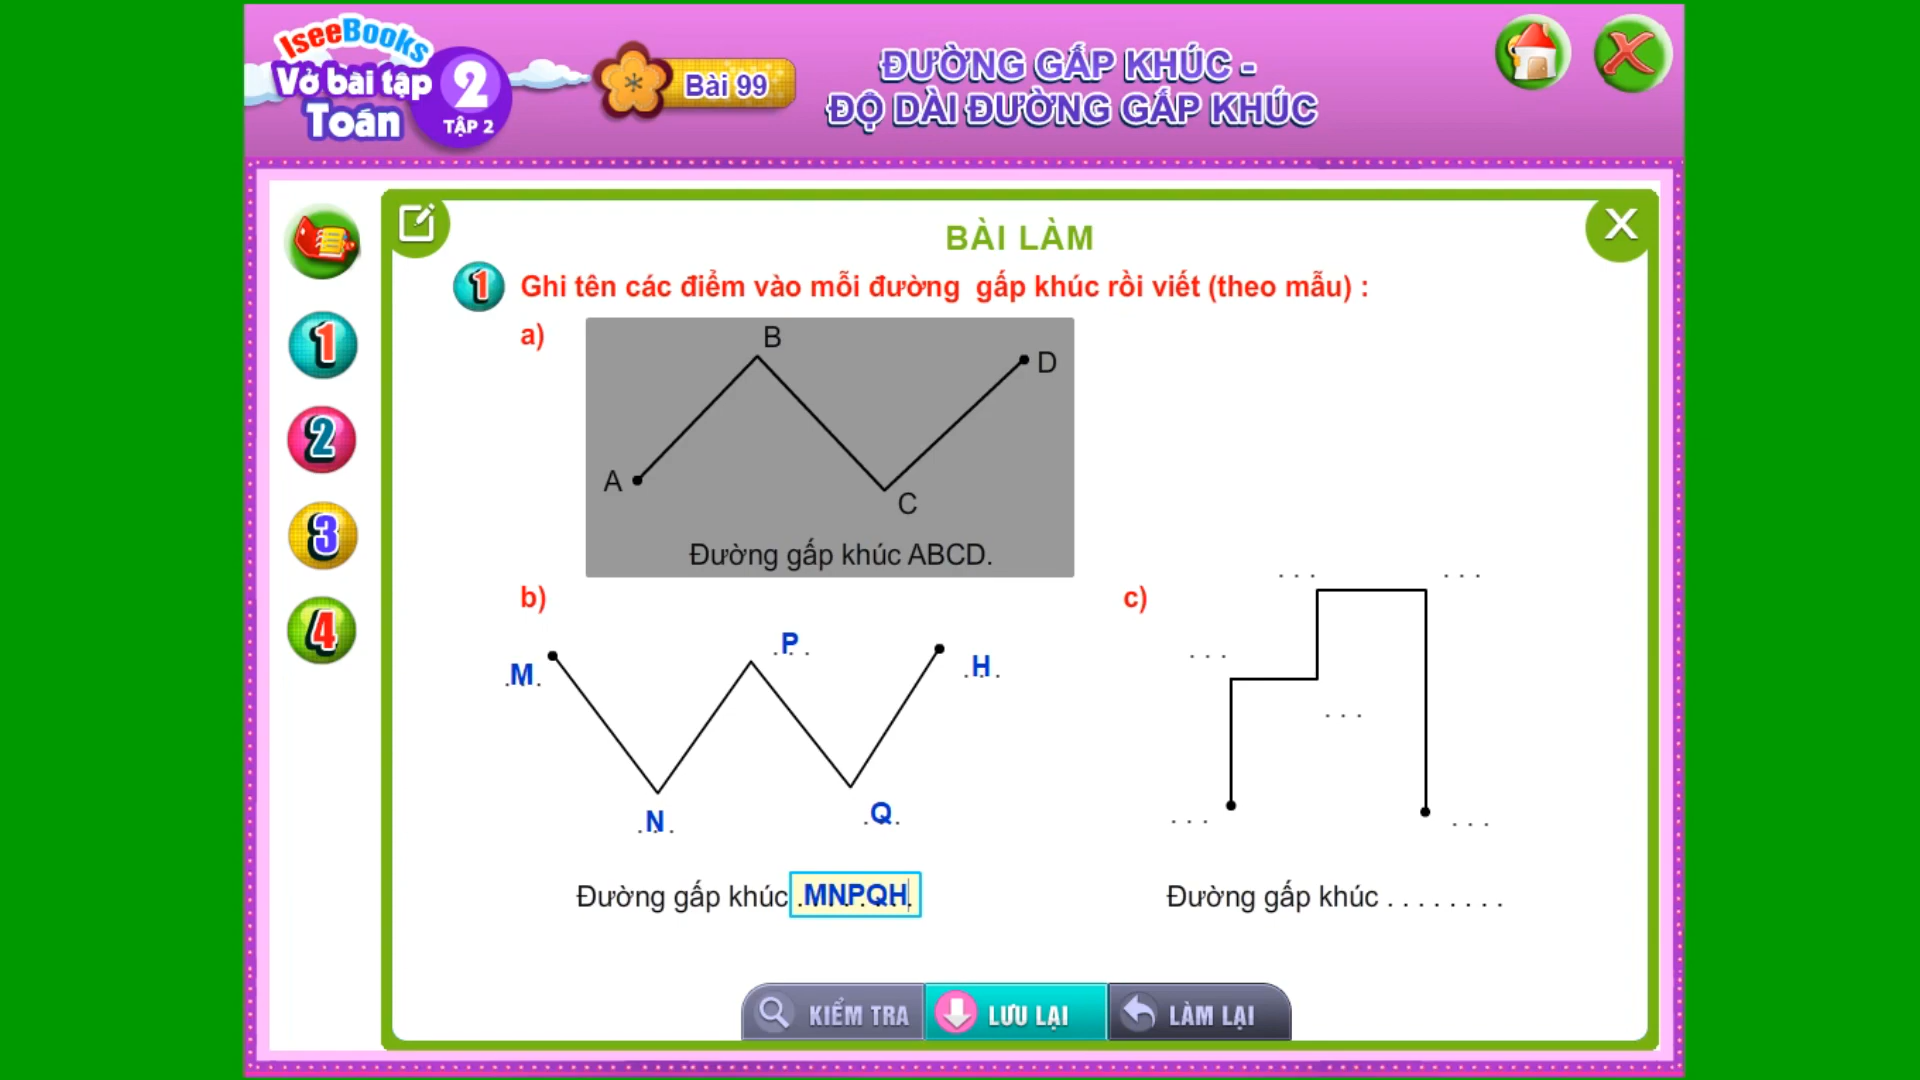 IseeBooks
Vở bài tập
Toán
2
TẬP 2
Bài 99
ĐƯỜNG GẤP KHÚC -
ĐỘ DÀI ĐƯỜNG GẤP KHÚC
1
2
3
4
BÀI LÀM
1 Ghi tên các điểm vào mỗi đường gấp khúc rồi viết (theo mẫu) :
a)
B
D
A
C
Đường gấp khúc ABCD.
b)
M
P
H
N
Q
Đường gấp khúc MNPQH
c)
. . .
. . .
. . .
. . .
. . .
. . .
Đường gấp khúc . . . . . . . .
KIỂM TRA
LƯU LẠI
LÀM LẠI